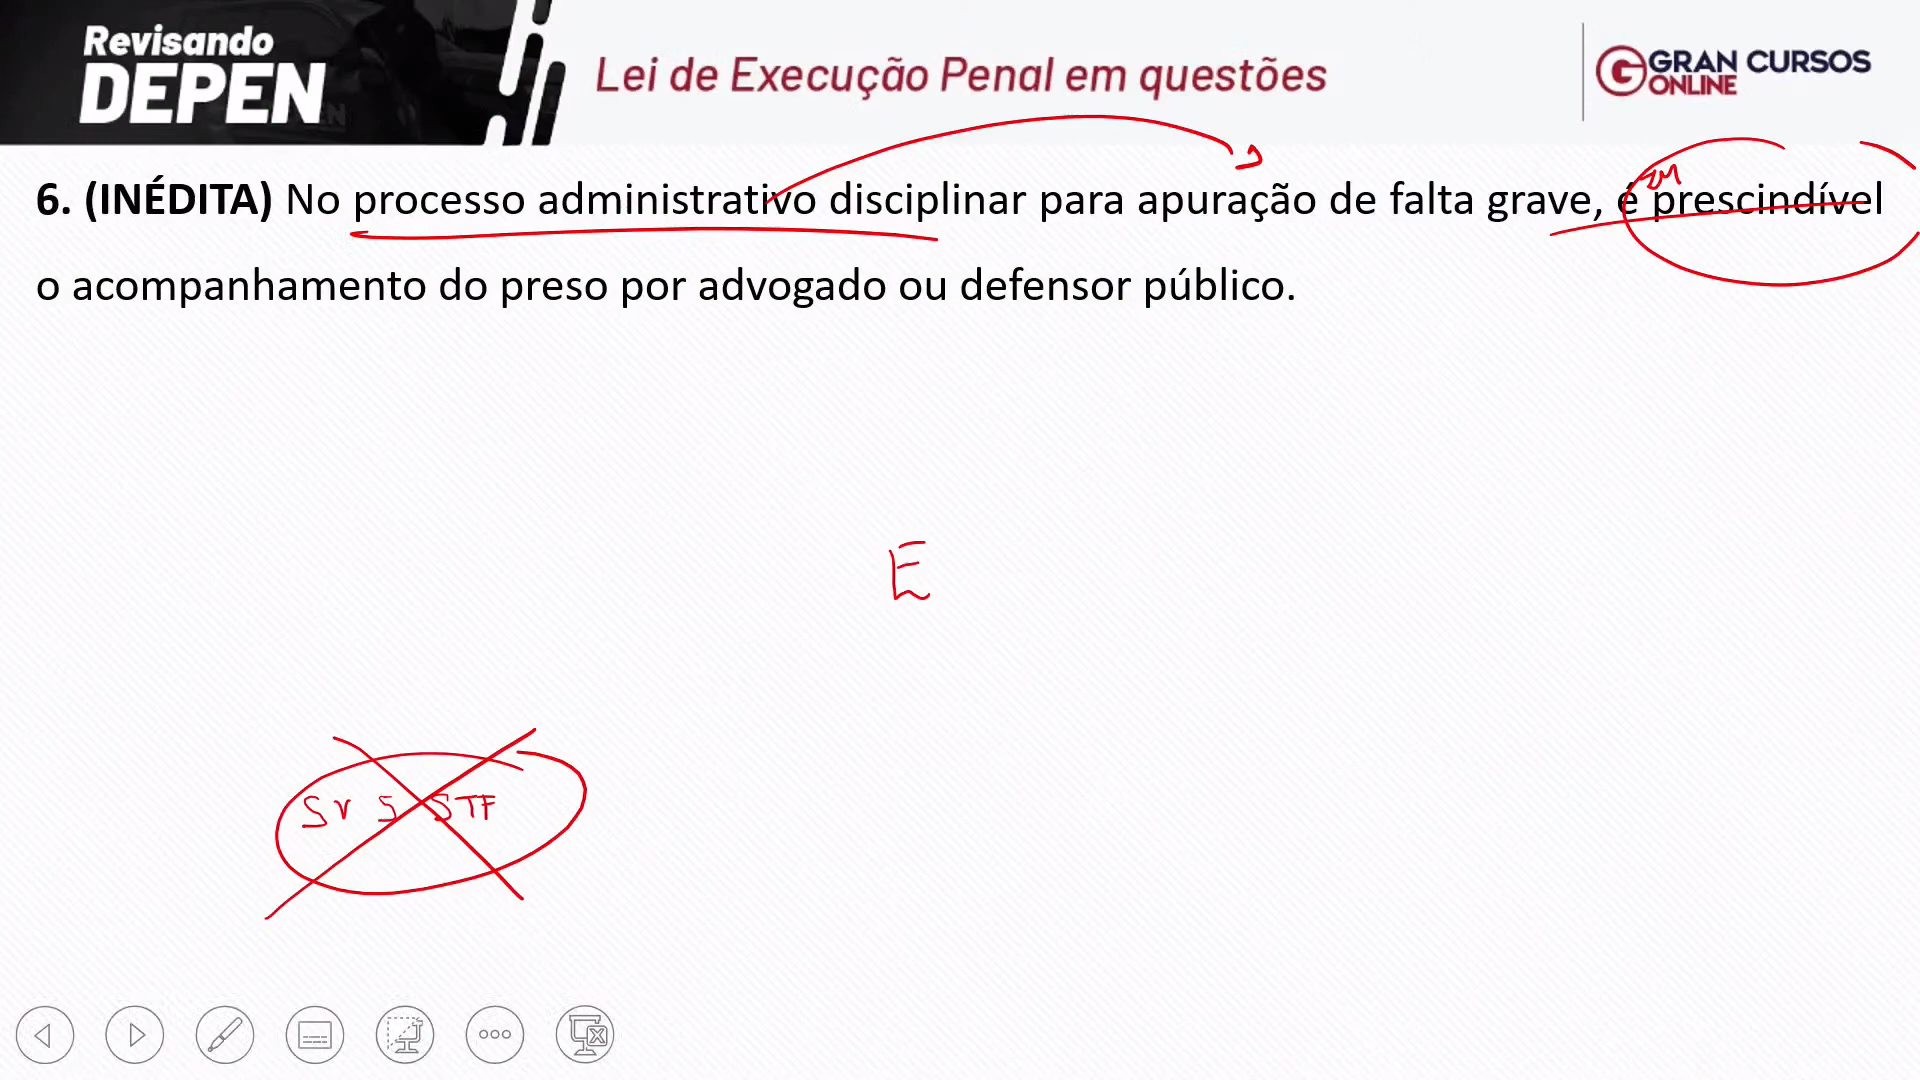 Revisando
DEPEN
Lei de Execução Penal em questões
GRAN CURSOS
ONLINE
6. (INÉDITA) No processo administrativo disciplinar para apuração de falta grave, é prescindível
o acompanhamento do preso por advogado ou defensor público.
E
SV 5 STF